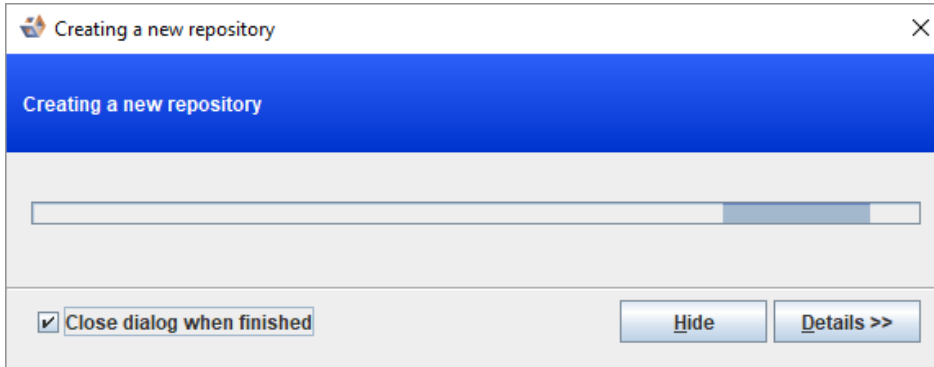 Creating a new repository
Creating a new repository
Close dialog when finished
Hide
Details >>